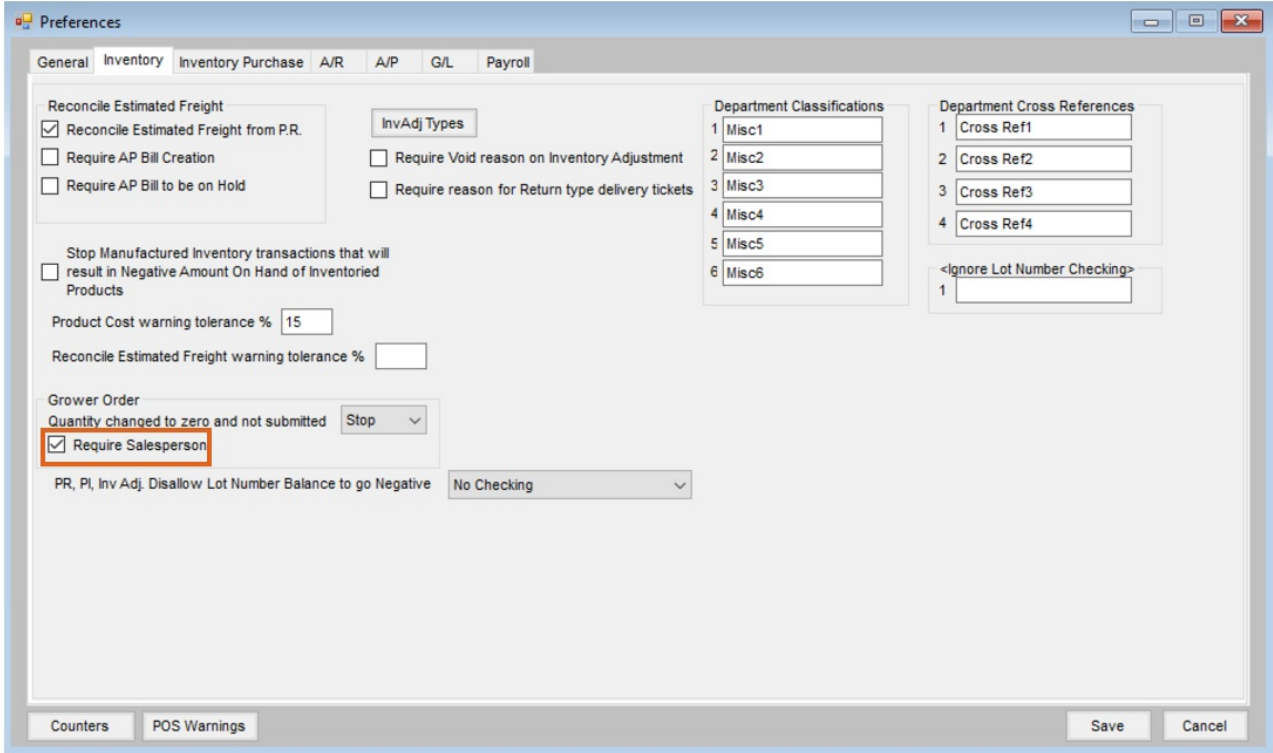 Preferences
General Inventory Inventory Purchase A/R A/P G/L Payroll
Reconcile Estimated Freight
Reconcile Estimated Freight from P.R.
Require AP Bill Creation
Require AP Bill to be on Hold
InvAdj Types
Require Void reason on Inventory Adjustment
Require reason for Return type delivery tickets
Department Classifications
1 Misc1
2 Misc2
3 Misc3
4 Misc4
5 Misc5
6 Misc6
Department Cross References
1 Cross Ref1
2 Cross Ref2
3 Cross Ref3
4 Cross Ref4
<Ignore Lot Number Checking>
1
Stop Manufactured Inventory transactions that will
result in Negative Amount On Hand of Inventoried
Products
Product Cost warning tolerance % 15
Reconcile Estimated Freight warning tolerance %
Grower Order
Quantity changed to zero and not submitted Stop
Require Salesperson
PR, PI, Inv Adj. Disallow Lot Number Balance to go Negative No Checking
Counters POS Warnings Save Cancel